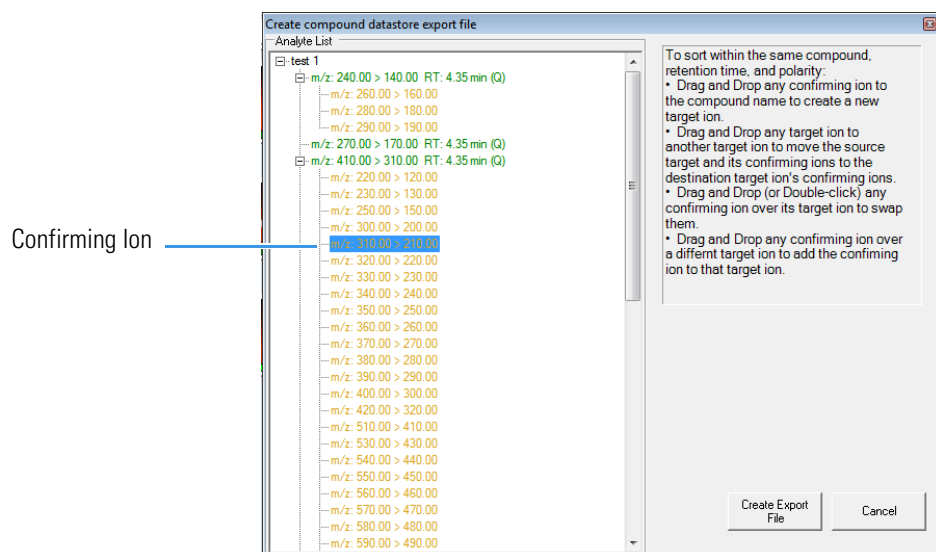 Create compound datastore export file
Analyte List
test 1
m/z: 240.00 > 140.00 RT: 4.35 min (Q)
m/z: 260.00 > 160.00
m/z: 280.00 > 180.00
m/z: 290.00 > 190.00
m/z: 270.00 > 170.00 RT: 4.35 min (Q)
m/z: 410.00 > 310.00 RT: 4.35 min (Q)
m/z: 220.00 > 120.00
m/z: 230.00 > 130.00
m/z: 250.00 > 150.00
m/z: 300.00 > 200.00
m/z: 310.00 > 210.00
m/z: 320.00 > 220.00
m/z: 330.00 > 230.00
m/z: 340.00 > 240.00
m/z: 350.00 > 250.00
m/z: 360.00 > 260.00
m/z: 370.00 > 270.00
m/z: 380.00 > 280.00
m/z: 390.00 > 290.00
m/z: 400.00 > 300.00
m/z: 420.00 > 320.00
m/z: 510.00 > 410.00
m/z: 530.00 > 430.00
m/z: 540.00 > 440.00
m/z: 550.00 > 450.00
m/z: 560.00 > 460.00
m/z: 570.00 > 470.00
m/z: 580.00 > 480.00
m/z: 590.00 > 490.00
Confirming Ion
To sort within the same compound,
retention time, and polarity:
• Drag and Drop any confirming ion to
the compound name to create a new
target ion.
• Drag and Drop any target ion to
another target ion to move the source
target and its confirming ions to the
destination target ion's confirming ions.
• Drag and Drop (or Double-click) any
confirming ion over its target ion to swap
them.
• Drag and Drop any confirming ion over
a differnt target ion to add the confiming
ion to that target ion.
Create Export
File
Cancel